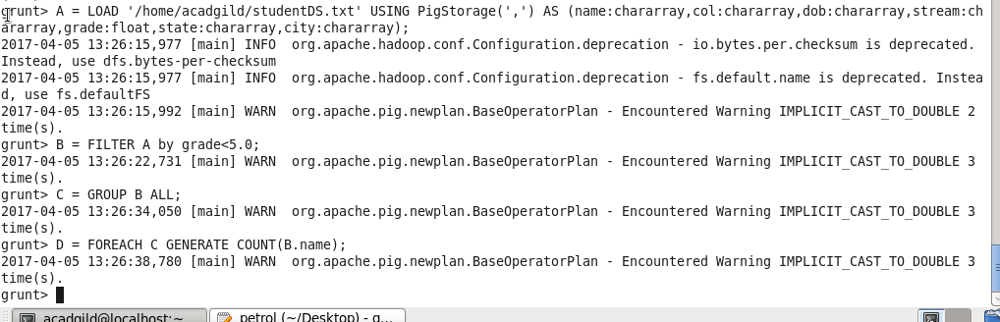 grunt> A = LOAD '/home/acadgild/studentDS.txt' USING PigStorage(',') AS (name:chararray,col:chararray,dob:chararray,stream:ch
ararray,grade:float,state:chararray,city:chararray);
2017-04-05 13:26:15,977 [main] INFO  org.apache.hadoop.conf.Configuration.deprecation - io.bytes.per.checksum is deprecated.
Instead, use dfs.bytes-per-checksum
2017-04-05 13:26:15,977 [main] INFO  org.apache.hadoop.conf.Configuration.deprecation - fs.default.name is deprecated. Instea
d, use fs.defaultFS
2017-04-05 13:26:15,992 [main] WARN  org.apache.pig.newplan.BaseOperatorPlan - Encountered Warning IMPLICIT_CAST_TO_DOUBLE 2
time(s).
grunt> B = FILTER A by grade<5.0;
2017-04-05 13:26:22,731 [main] WARN  org.apache.pig.newplan.BaseOperatorPlan - Encountered Warning IMPLICIT_CAST_TO_DOUBLE 3
time(s).
grunt> C = GROUP B ALL;
2017-04-05 13:26:34,050 [main] WARN  org.apache.pig.newplan.BaseOperatorPlan - Encountered Warning IMPLICIT_CAST_TO_DOUBLE 3
time(s).
grunt> D = FOREACH C GENERATE COUNT(B.name);
2017-04-05 13:26:38,780 [main] WARN  org.apache.pig.newplan.BaseOperatorPlan - Encountered Warning IMPLICIT_CAST_TO_DOUBLE 3
time(s).
grunt>
acadgild@localhost:~ petrol (~/Desktop) - g...